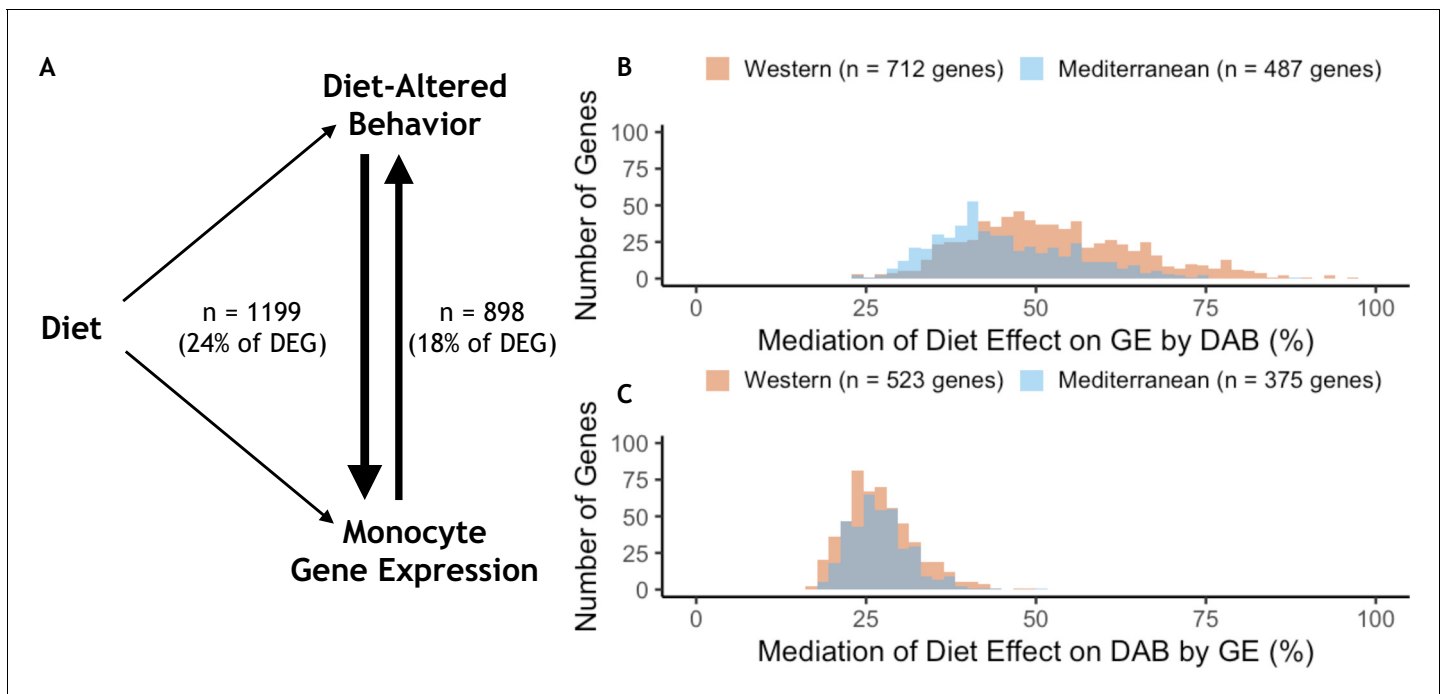 A
Diet-Altered
Behavior
Diet
n = 1199
(24% of DEG)
n = 898
(18% of DEG)
Monocyte
Gene Expression
B
Western (n = 712 genes) Mediterranean (n = 487 genes)
Number of Genes
100
75
50
25
0
0 25 50 75 100
Mediation of Diet Effect on GE by DAB (%)
C
Western (n = 523 genes) Mediterranean (n = 375 genes)
Number of Genes
100
75
50
25
0
0 25 50 75 100
Mediation of Diet Effect on DAB by GE (%)